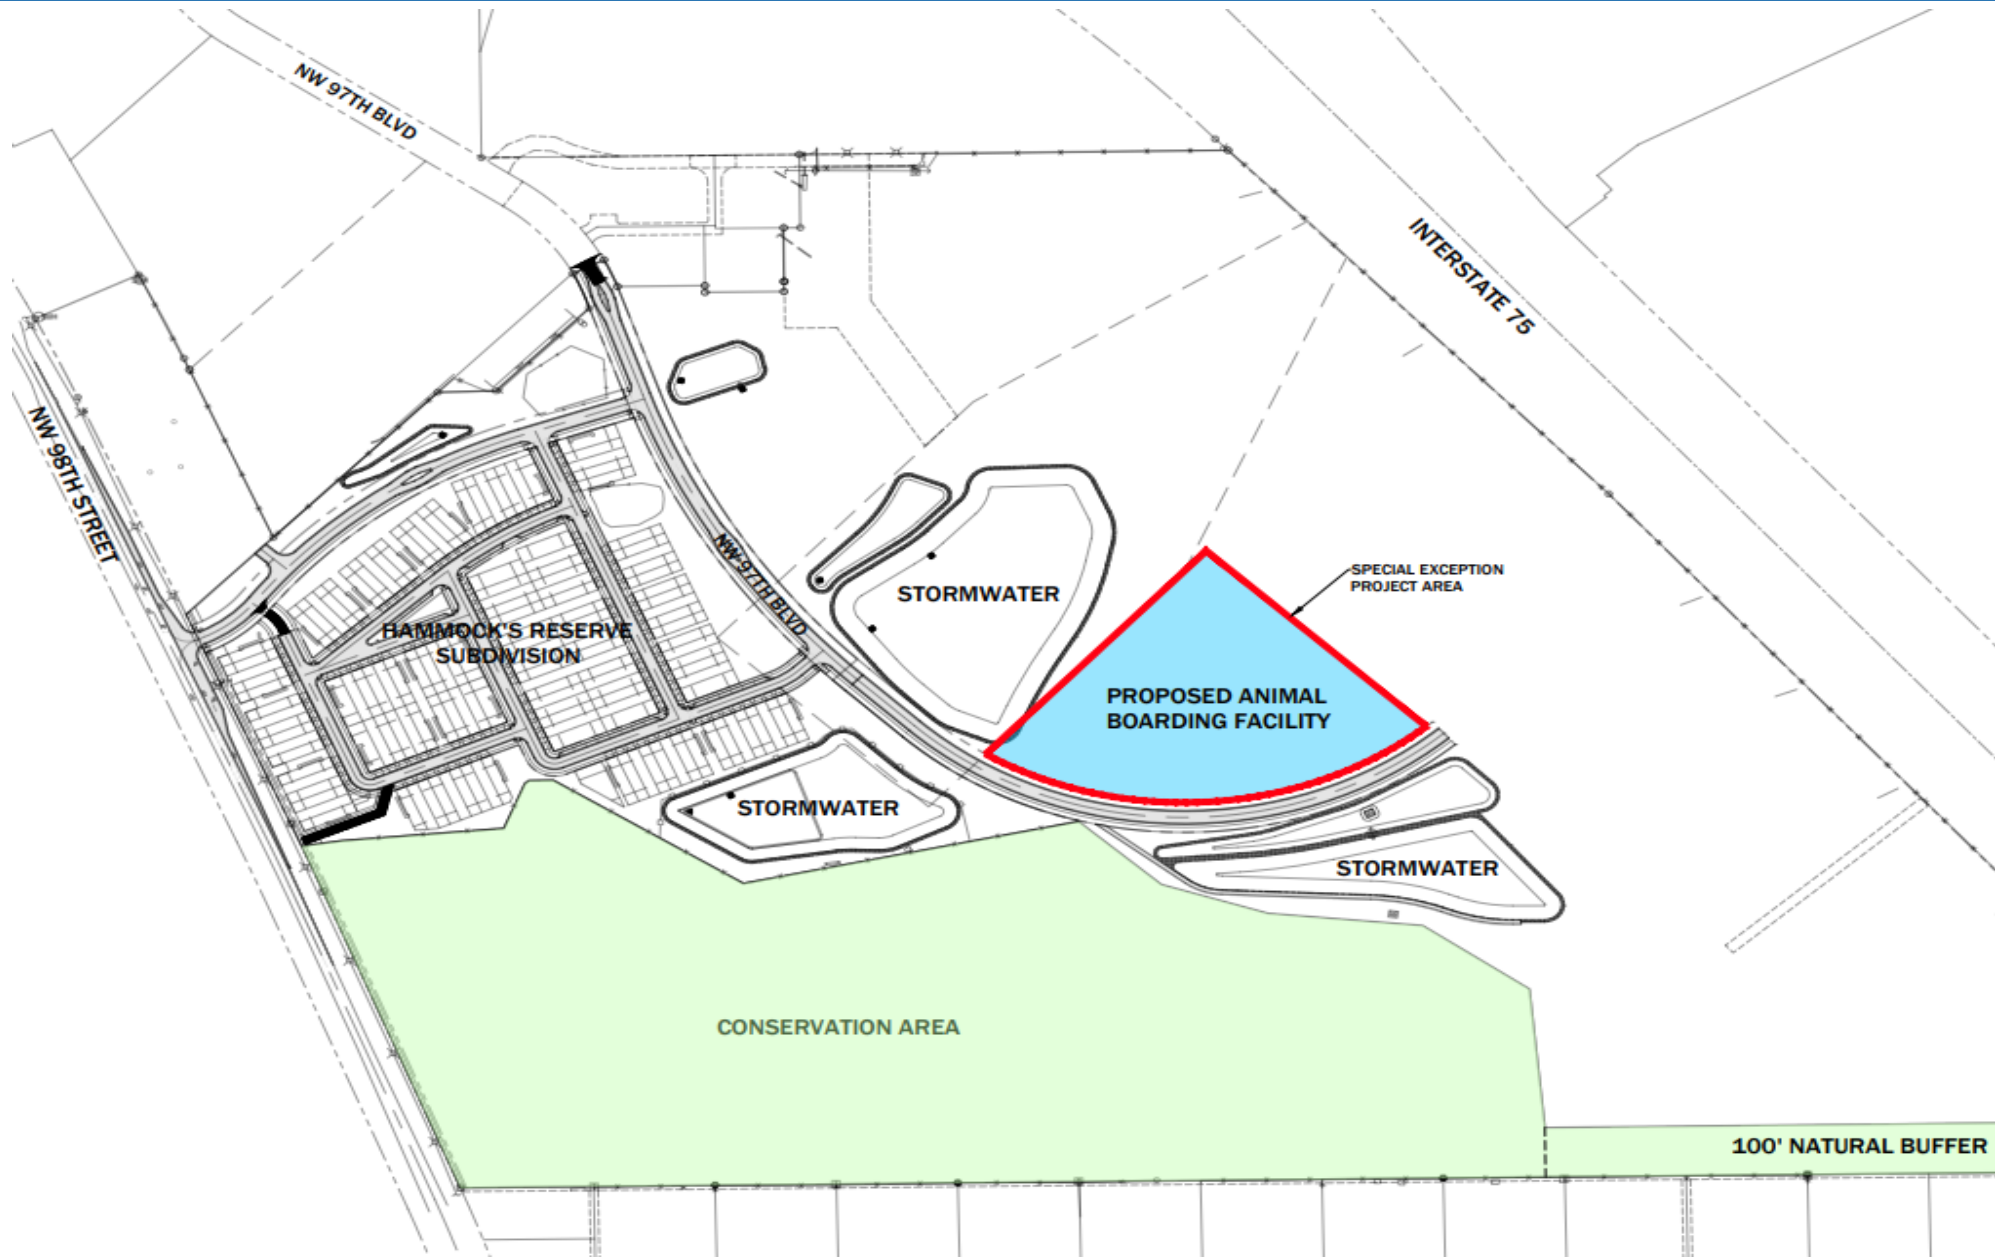 NW 97TH BLVD
INTERSTATE 75
NW 98TH STREET
NW 97TH BLVD
STORMWATER
SPECIAL EXCEPTION
PROJECT AREA
HAMMOCK'S RESERVE
SUBDIVISION
PROPOSED ANIMAL
BOARDING FACILITY
STORMWATER
STORMWATER
CONSERVATION AREA
100' NATURAL BUFFER